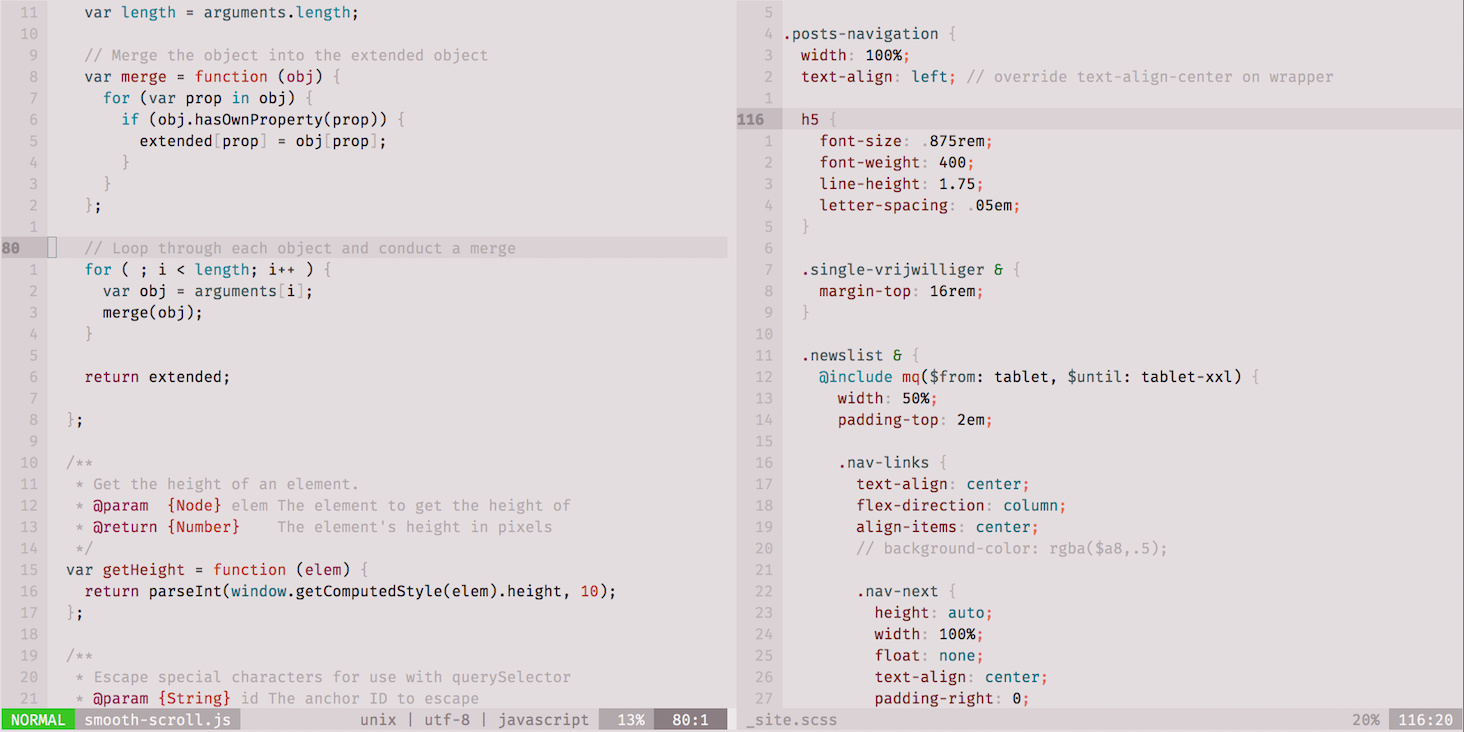 11 var length = arguments.length;
10
9 // Merge the object into the extended object
8 var merge = function (obj) {
7 for (var prop in obj) {
6 if (obj.hasOwnProperty(prop)) {
5 extended[prop] = obj[prop];
4 }
3 }
2 };
1
80 // Loop through each object and conduct a merge
1 for ( ; i < length; i++ ) {
2 var obj = arguments[i];
3 merge(obj);
4 }
5
6 return extended;
7
8 };
9
10 /**
11 * Get the height of an element.
12 * @param  {Node} elem The element to get the height of
13 * @return {Number}    The element's height in pixels
14 */
15 var getHeight = function (elem) {
16 return parseInt(window.getComputedStyle(elem).height, 10);
17 };
18
19 /**
20 * Escape special characters for use with querySelector
21 * @param {String} id The anchor ID to escape
NORMAL smooth-scroll.js unix | utf-8 | javascript 13% 80:1
5
4 .posts-navigation {
3 width: 100%;
2 text-align: left; // override text-align-center on wrapper
1
116 h5 {
1 font-size: .875rem;
2 font-weight: 400;
3 line-height: 1.75;
4 letter-spacing: .05em;
5 }
6
7 .single-vrijwilliger & {
8 margin-top: 16rem;
9 }
10
11 .newslist & {
12 @include mq($from: tablet, $until: tablet-xxl) {
13 width: 50%;
14 padding-top: 2em;
15
16 .nav-links {
17 text-align: center;
18 flex-direction: column;
19 align-items: center;
20 // background-color: rgba($a8,.5);
21
22 .nav-next {
23 height: auto;
24 width: 100%;
25 float: none;
26 text-align: center;
27 padding-right: 0;
_site.scss 20% 116:20